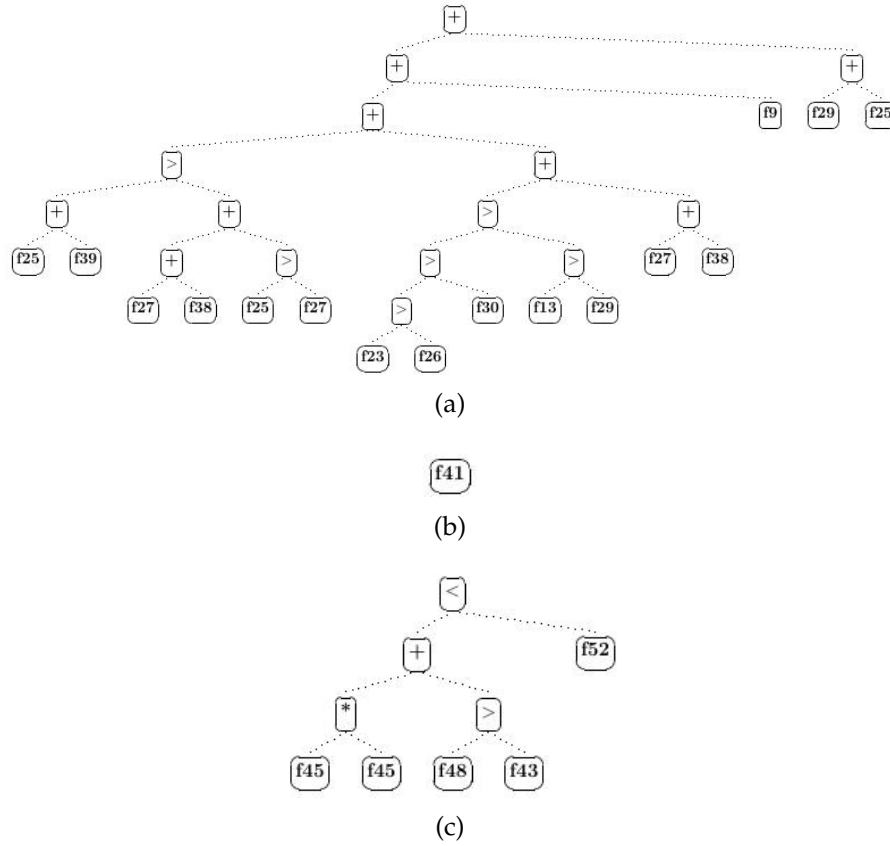 +
+ +
+ f9 f29 f25
> +
+ + > +
f25 f39 + > > > f27 f38
f27 f38 f25 f27 > f30 f13 f29
f23 f26
(a)
f41
(b)
<
+ f52
* >
f45 f45 f48 f43
(c)